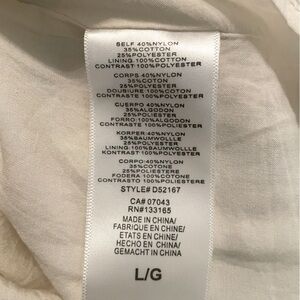 SELF 40%NYLON
35%COTTON
25%POLYESTER
LINING 100%COTTON
CONTRAST 100%POLYESTER
CORPS 40%NYLON
35%COTON
25%POLYESTER
DOUBLURE 100%COTON
CONTRASTE 100%POLYESTER
CUERPO 40%NYLON
35%ALGODON
25%POLIESTER
FORRO 100%ALGODON
CONTRASTE 100%POLIESTER
KORPER 40%NYLON
35%BAUMWOLLE
25%POLYESTER
LINING 100%BAUMWOLLLE
KONTRAST 100%POLYESTER
CORPO 40%NYLON
35%COTONE
25%POLIESTERE
FODERA 100%COTONE
CONTRASTO 100%POLIESTERE
STYLE# D52167
CA# 07043
RN#133165
MADE IN CHINA/
FABRIQUE EN CHINE/
ETATS EN CHINE/
HECHO EN CHINA/
GEMACHT IN CHINA
L/G